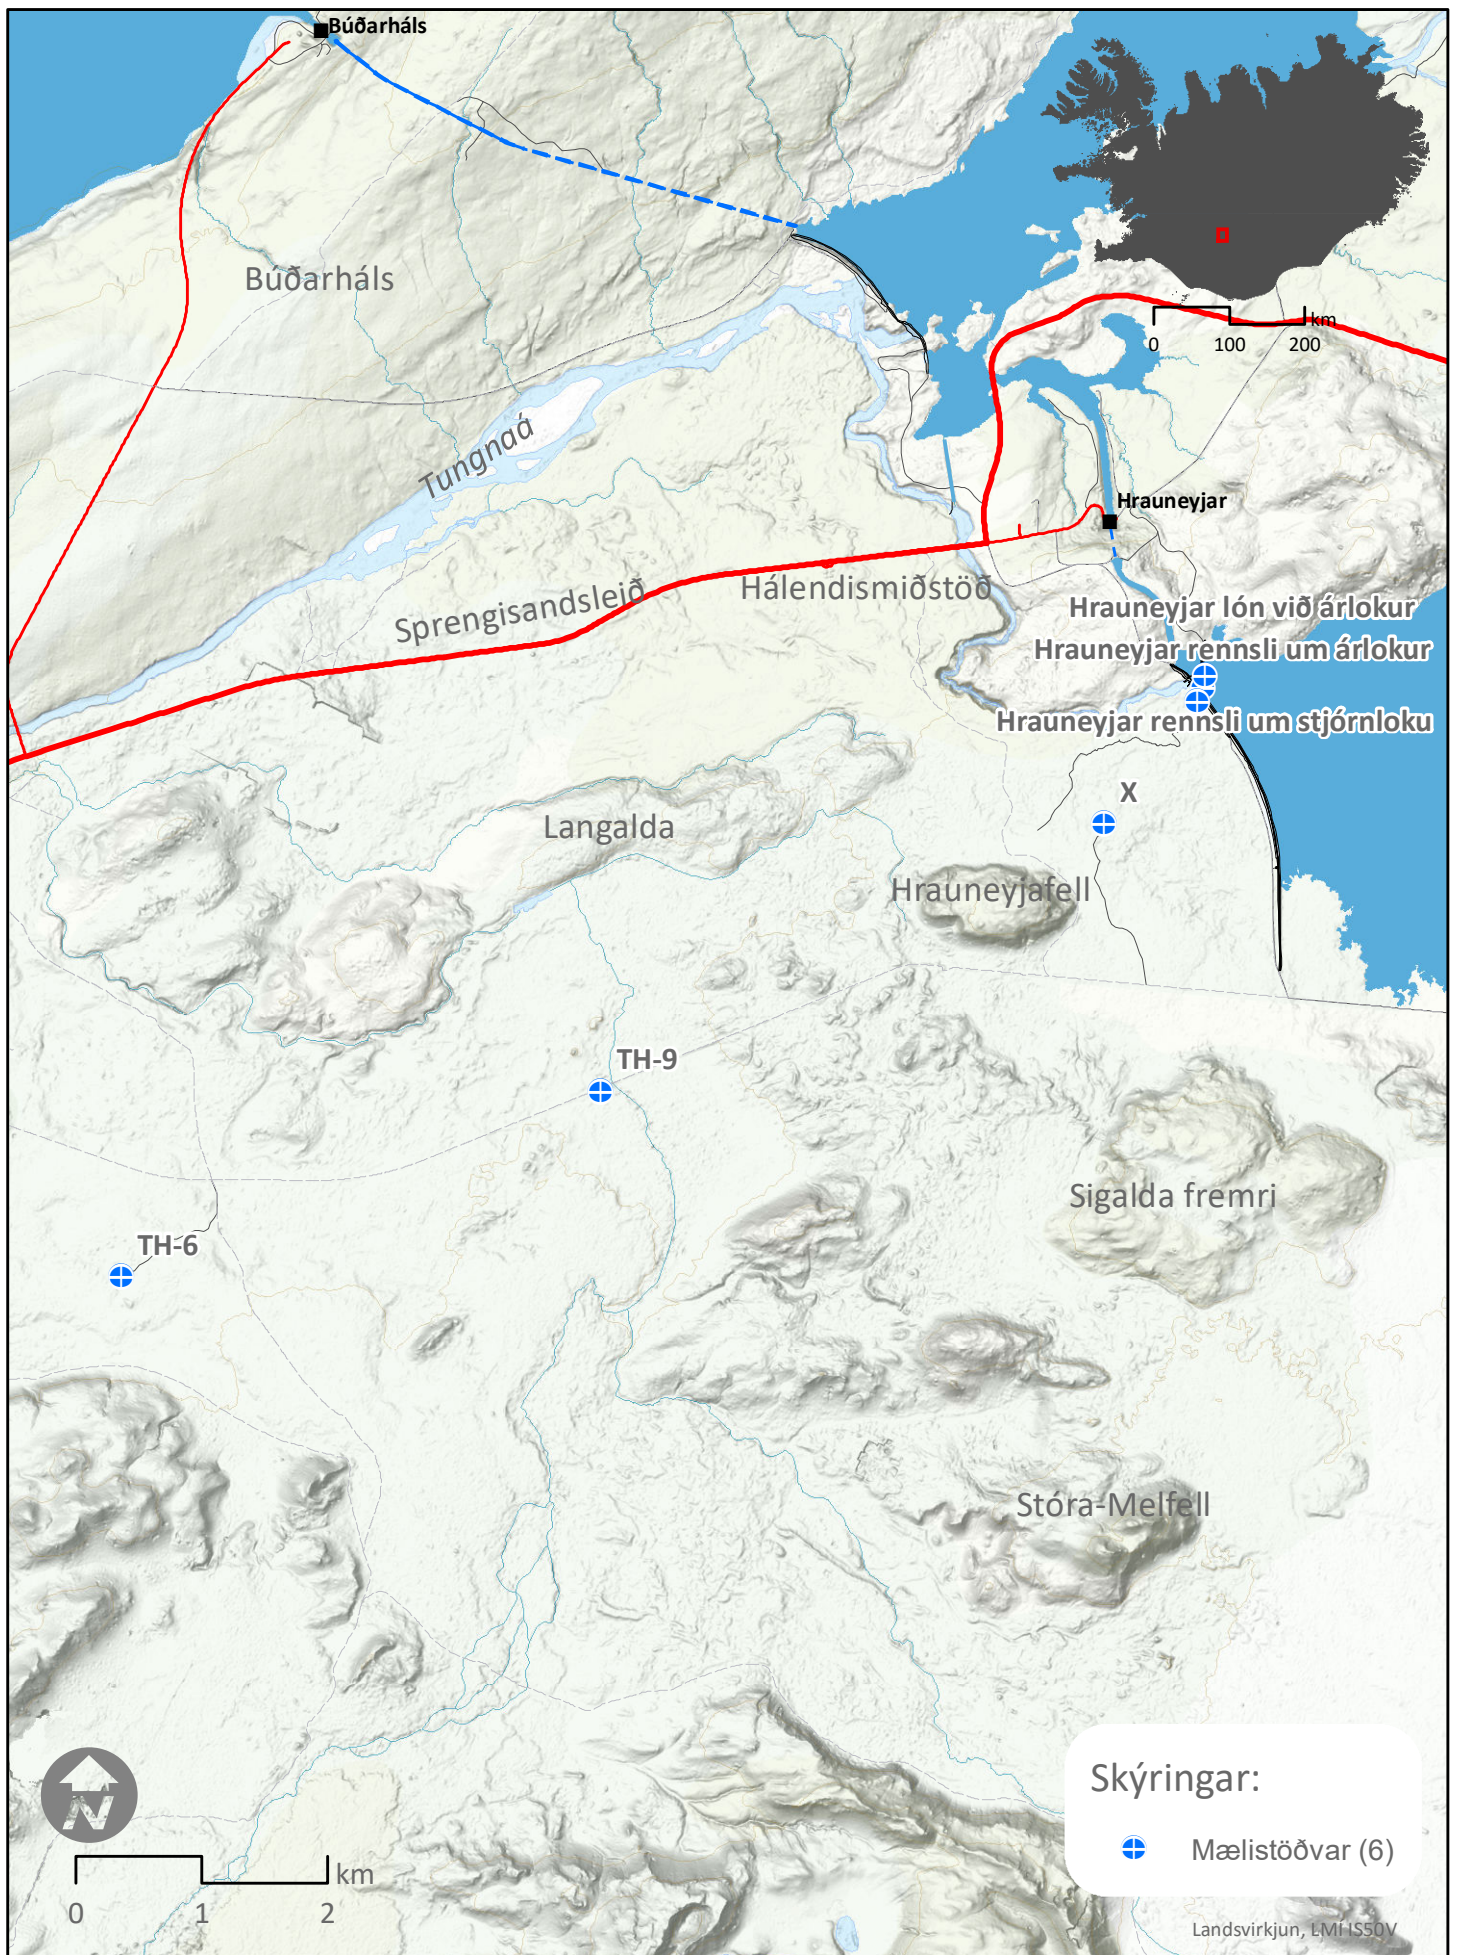 Búðarháls
Búðarháls
km
0 100 200
Tungnaá
Hrauneyjar
Sprengisandsleið
Hálendismiðstöð
Hrauneyjar lón við árlokur
Hrauneyjar rennsli um árlokur
Hrauneyjar rennsli um stjórnloku
X
Langalda
Hrauneyjafell
TH-9
Sigalda fremri
TH-6
Stóra-Melfell
Skýringar:
Mælistöðvar (6)
N
km
0 1 2
Landsvirkjun, LMÍ IS50V